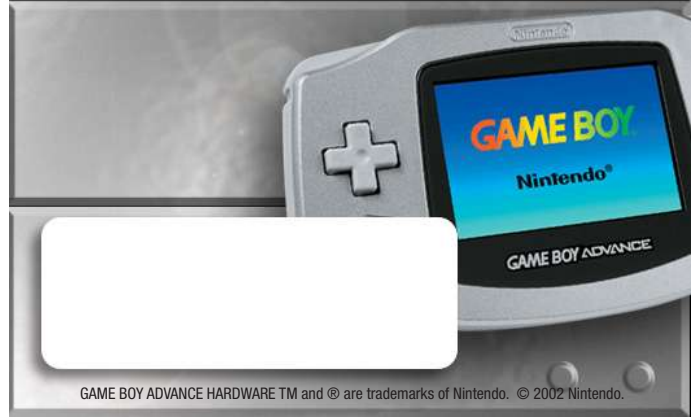 Nintendo
GAME BOY
Nintendo®
GAME BOY ADVANCE
GAME BOY ADVANCE HARDWARE TM and ® are trademarks of Nintendo. © 2002 Nintendo.